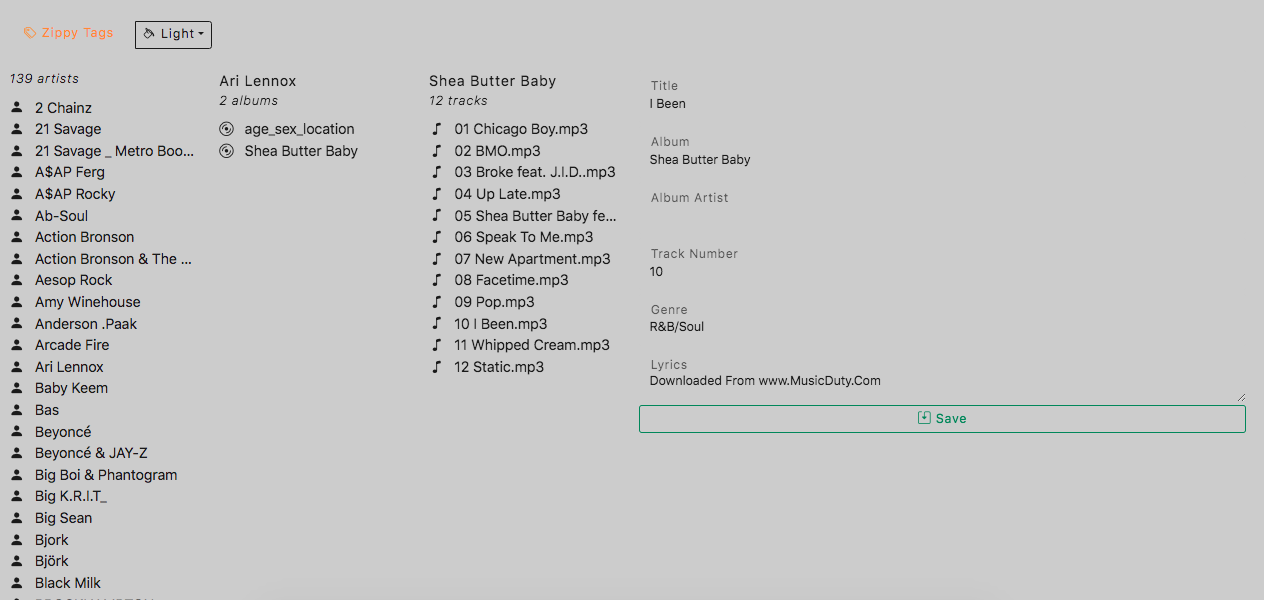 Zippy Tags
Light
139 artists
2 Chainz
21 Savage
21 Savage _ Metro Boo...
A$AP Ferg
A$AP Rocky
Ab-Soul
Action Bronson
Action Bronson & The ...
Aesop Rock
Amy Winehouse
Anderson .Paak
Arcade Fire
Ari Lennox
Baby Keem
Bas
Beyoncé
Beyoncé & JAY-Z
Big Boi & Phantogram
Big K.R.I.T_
Big Sean
Bjork
Björk
Black Milk
Ari Lennox
2 albums
age_sex_location
Shea Butter Baby
Shea Butter Baby
12 tracks
01 Chicago Boy.mp3
02 BMO.mp3
03 Broke feat. J.I.D..mp3
04 Up Late.mp3
05 Shea Butter Baby fe...
06 Speak To Me.mp3
07 New Apartment.mp3
08 Facetime.mp3
09 Pop.mp3
10 I Been.mp3
11 Whipped Cream.mp3
12 Static.mp3
Title
I Been
Album
Shea Butter Baby
Album Artist
Track Number
10
Genre
R&B/Soul
Lyrics
Downloaded From www.MusicDuty.Com
Save